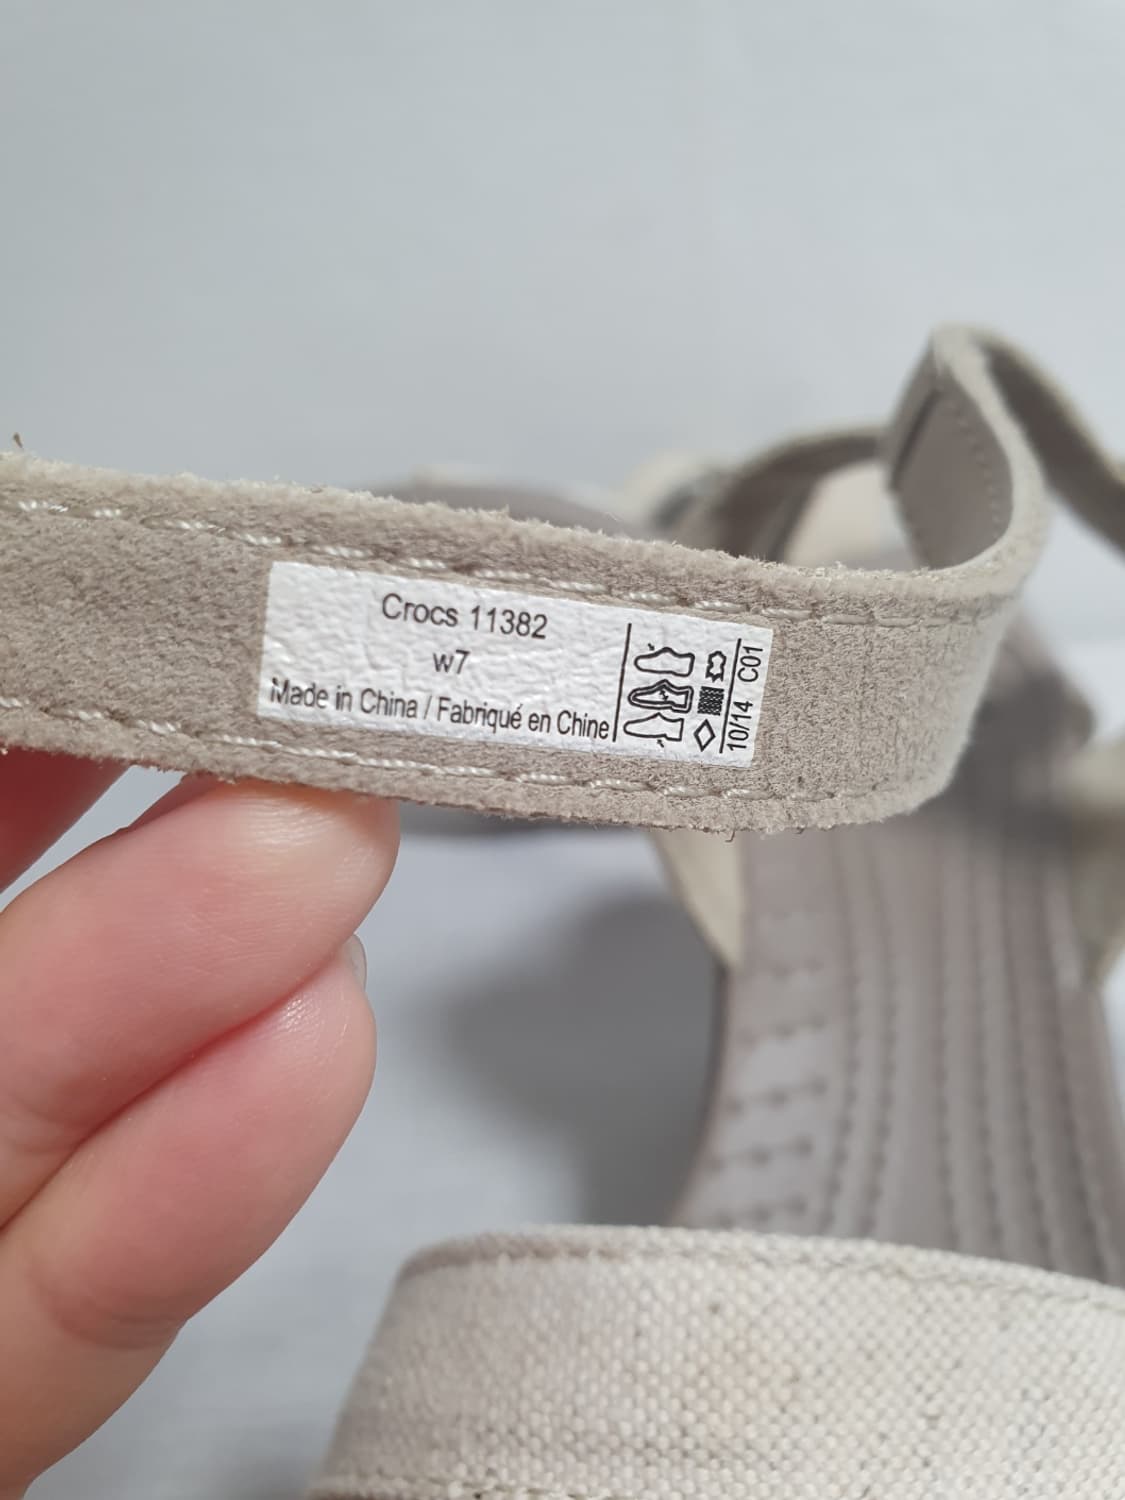 Crocs 11382
w7
Made in China / Fabriqué en Chine
10/14 C01